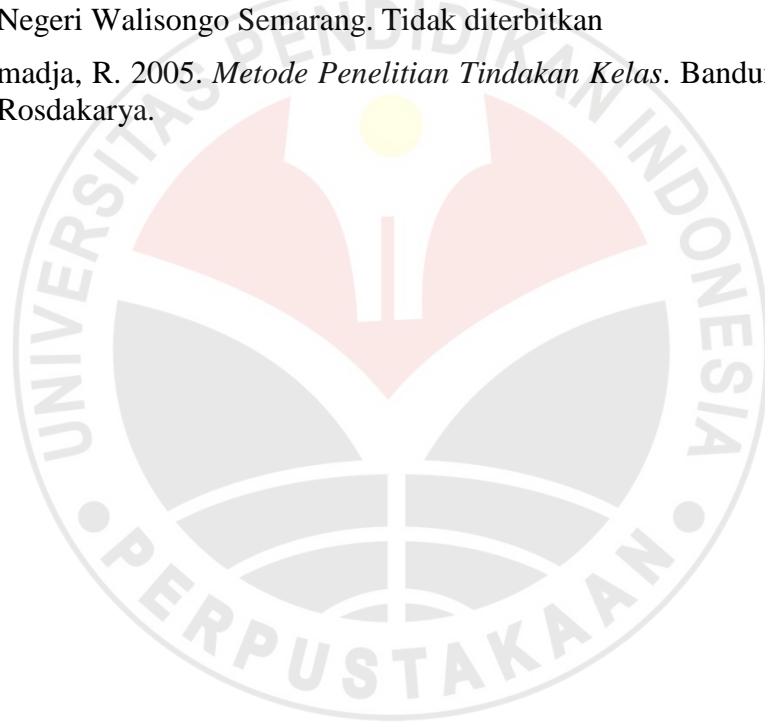 Negeri Walisongo Semarang. Tidak diterbitkan
madja, R. 2005. Metode Penelitian Tindakan Kelas. Bandu
Rosdakarya.
UNIVERSITAS PENDIDIKAN INDONESIA
PERPUSTAKAAN